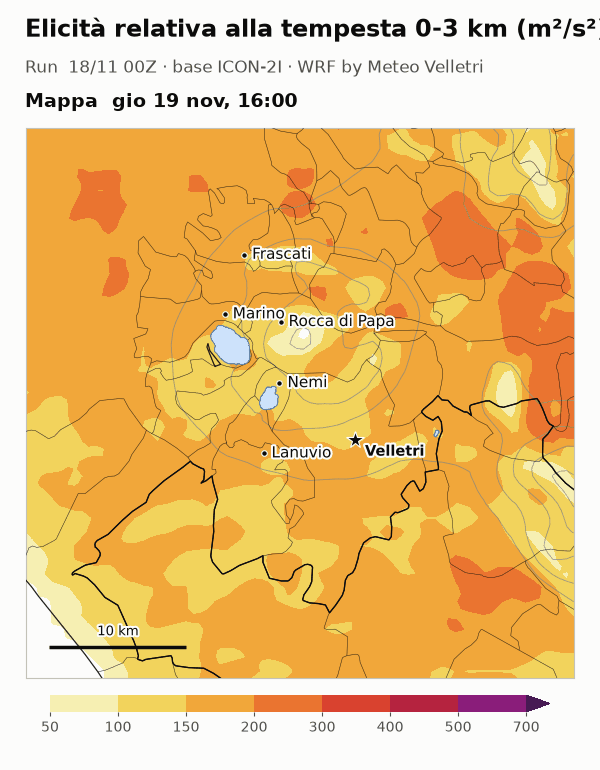 Elicità relativa alla tempesta 0-3 km (m²/s²)
Run  18/11 00Z · base ICON-2I · WRF by Meteo Velletri
Mappa  gio 19 nov, 16:00
Frascati
Marino
Rocca di Papa
Nemi
Velletri
Lanuvio
10 km
50 100 150 200 300 400 500 700